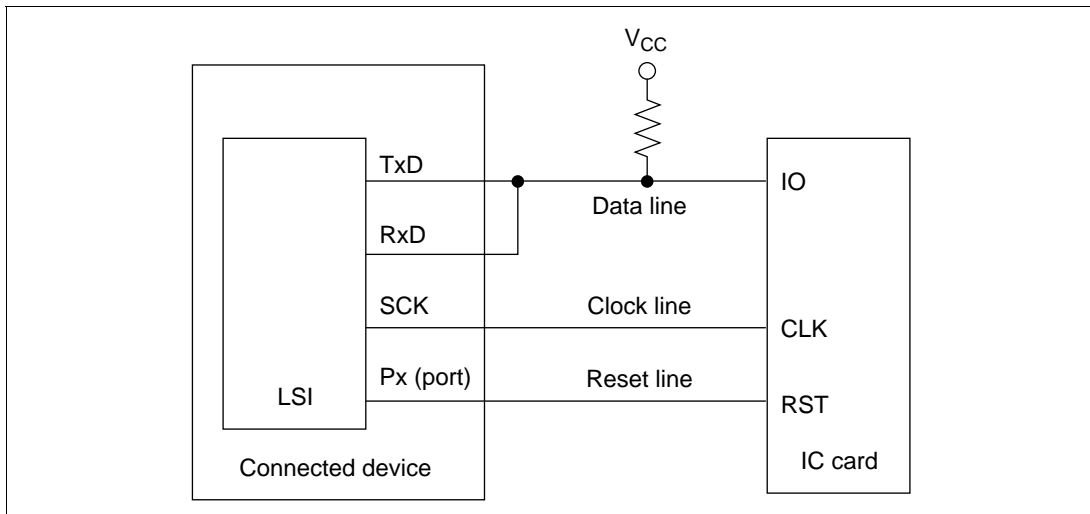 VCC
TxD
IO
Data line
RxD
SCK
Clock line
CLK
Px (port)
Reset line
RST
LSI
Connected device
IC card